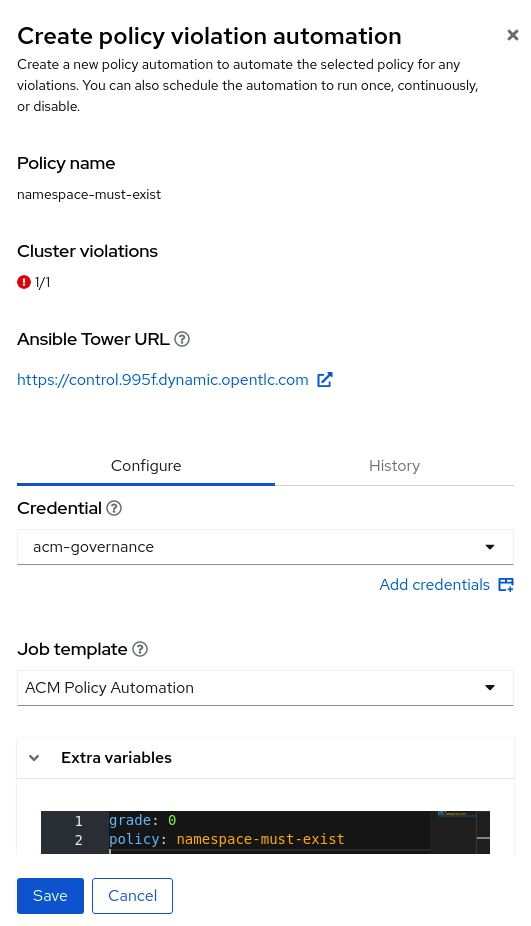 Create policy violation automation
Create a new policy automation to automate the selected policy for any
violations. You can also schedule the automation to run once, continuously,
or disable.
Policy name
namespace-must-exist
Cluster violations
1/1
Ansible Tower URL
https://control.995f.dynamic.opentlc.com
Configure
History
Credential
acm-governance
Add credentials
Job template
ACM Policy Automation
Extra variables
1 grade: 0
2 policy: namespace-must-exist
Save
Cancel